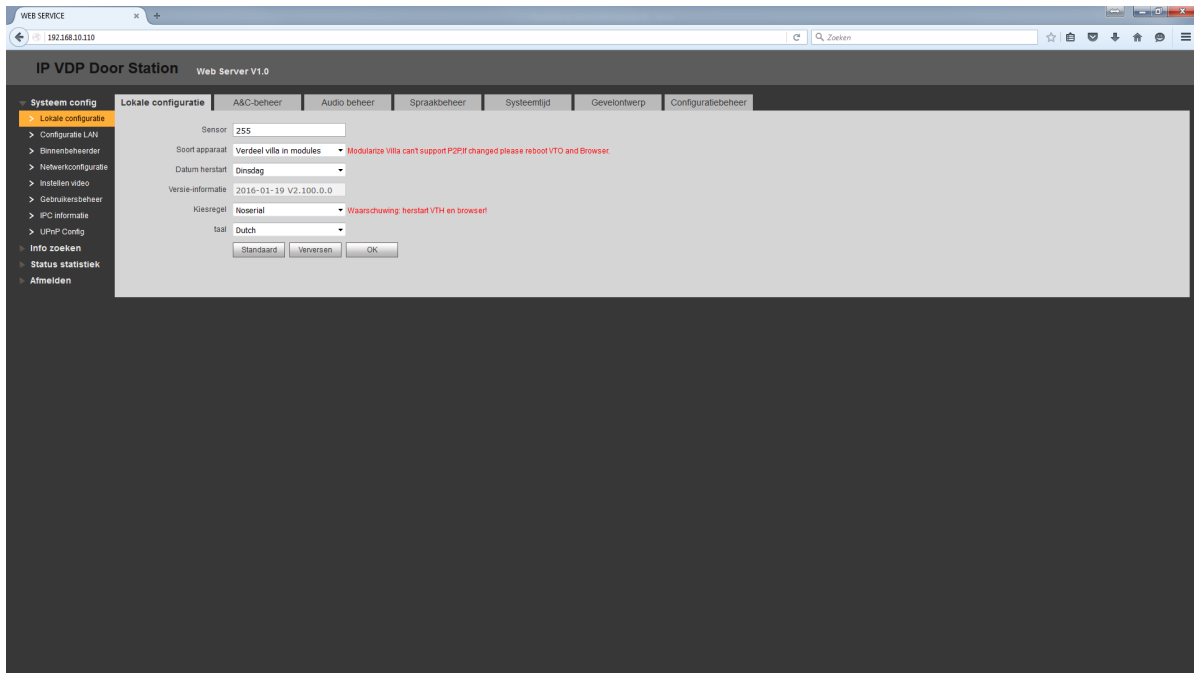 WEB SERVICE
192.168.10.110
Zoeken
IP VDP Door Station Web Server V1.0
Systeem config
Lokale configuratie
Configuratie LAN
Binnenbeheerder
Netwerkconfiguratie
Instellen video
Gebruikersbeheer
IPC informatie
UPnP Config
Info zoeken
Status statistiek
Afmelden
Lokale configuratie A&C-beheer Audio beheer Spraakbeheer Systeemtijd Gevelontwerp Configuratiebeheer
Sensor 255
Soort apparaat Verdeel villa in modules Modularize Villa can't support P2P,If changed please reboot VTO and Browser.
Datum herstart Dinsdag
Versie-informatie 2016-01-19 V2.100.0.0
Kiesregel Noserial Waarschuwing: herstart VTH en browser!
taal Dutch
Standaard Verversen OK